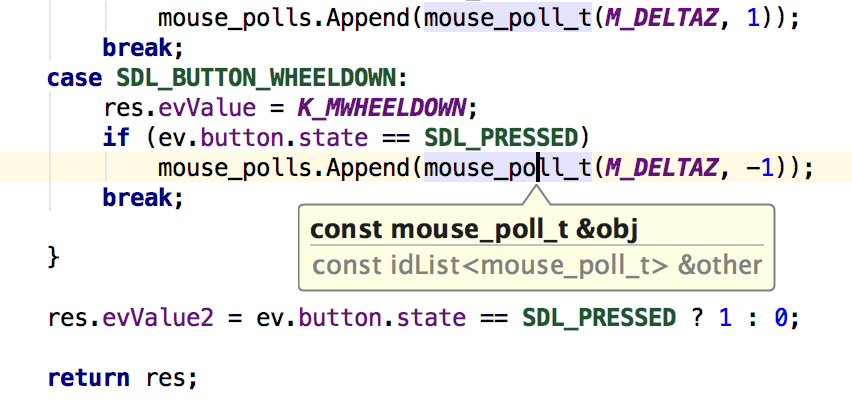 mouse_polls.Append(mouse_poll_t(M_DELTAZ, 1));
break;
case SDL_BUTTON_WHEELDOWN:
res.evValue = K_MWHEELDOWN;
if (ev.button.state == SDL_PRESSED)
mouse_polls.Append(mouse_poll_t(M_DELTAZ, -1));
break;
const mouse_poll_t &obj
const idList<mouse_poll_t> &other
}
res.evValue2 = ev.button.state == SDL_PRESSED ? 1 : 0;
return res;